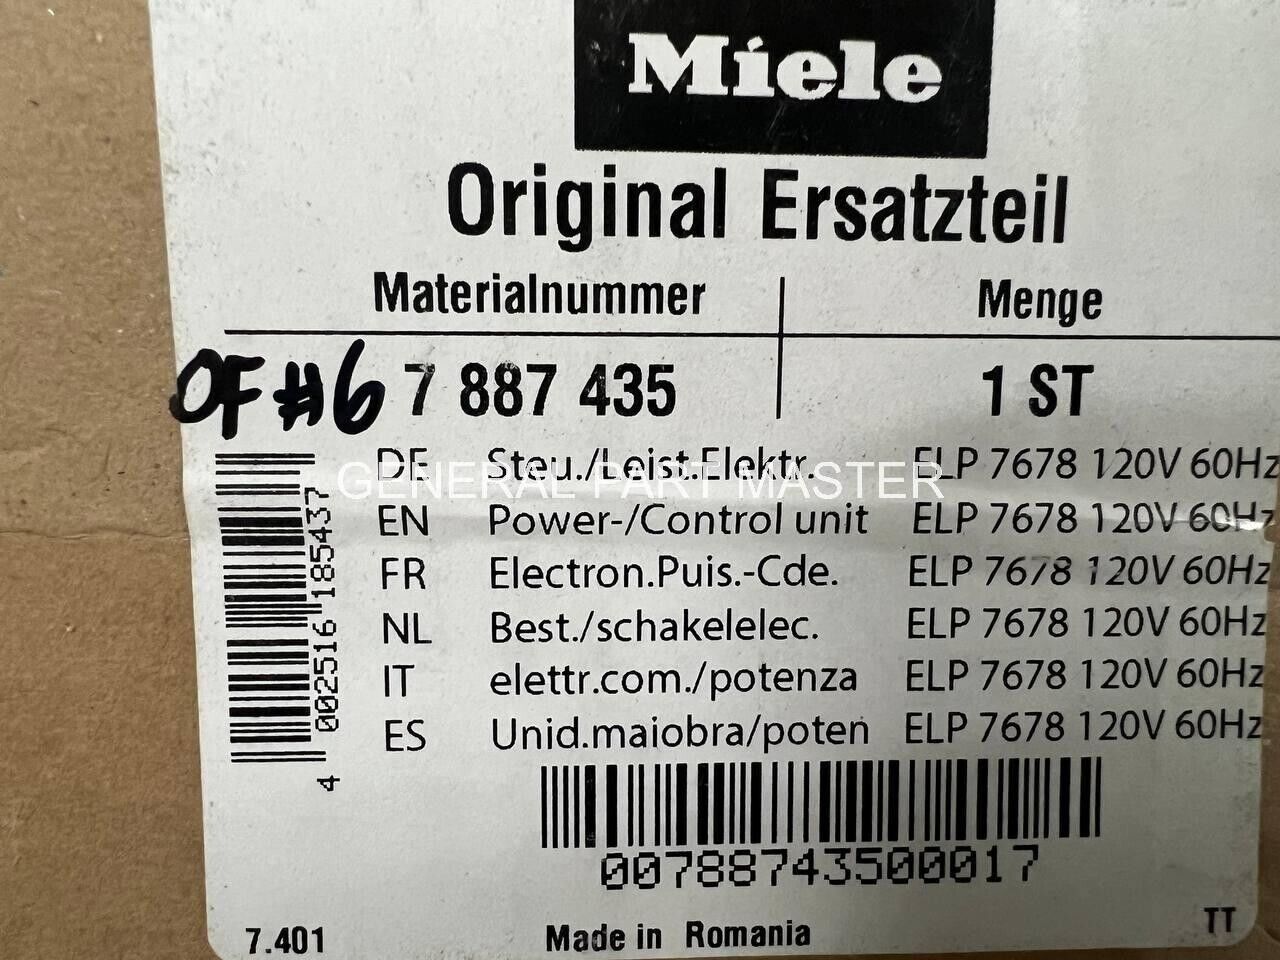 Miele
Original Ersatzteil
Materialnummer Menge
OF#6 7 887 435 1 ST
DE Steu./Leist.Elektr. ELP 7678 120V 60Hz
GENERAL PART MASTER
EN Power-/Control unit ELP 7678 120V 60Hz
FR Electron.Puis.-Cde. ELP 7678 120V 60Hz
NL Best./schakelelec. ELP 7678 120V 60Hz
IT elettr.com./potenza ELP 7678 120V 60Hz
ES Unid.maiobra/poten ELP 7678 120V 60Hz
4 002516 185437
00788743500017
7.401 Made in Romania TT